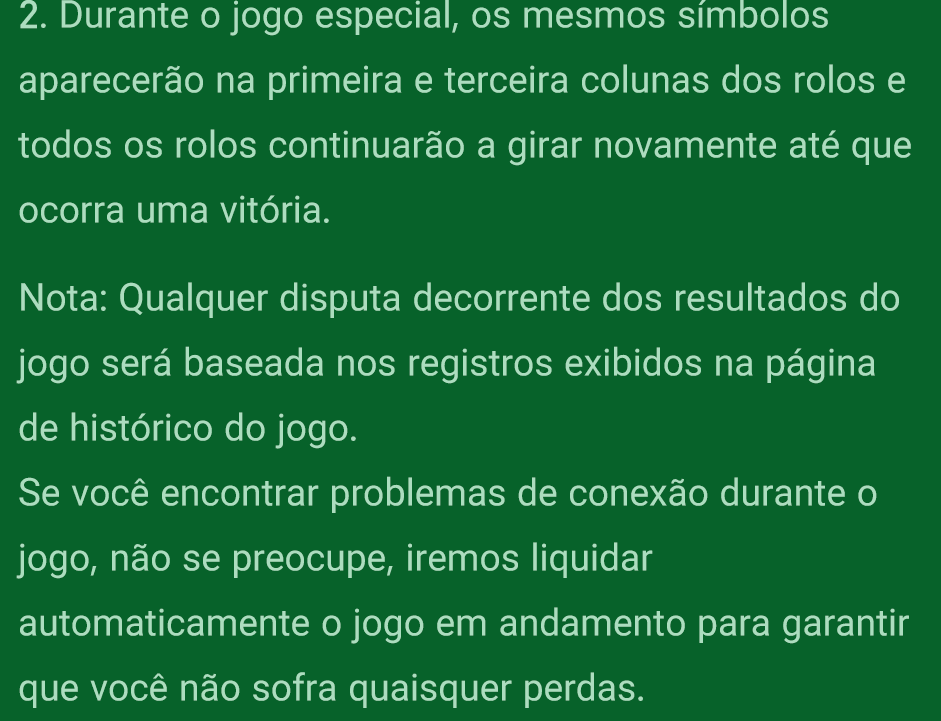 2. Durante o jogo especial, os mesmos símbolos
aparecerão na primeira e terceira colunas dos rolos e
todos os rolos continuarão a girar novamente até que
ocorra uma vitória.
Nota: Qualquer disputa decorrente dos resultados do
jogo será baseada nos registros exibidos na página
de histórico do jogo.
Se você encontrar problemas de conexão durante o
jogo, não se preocupe, iremos liquidar
automaticamente o jogo em andamento para garantir
que você não sofra quaisquer perdas.